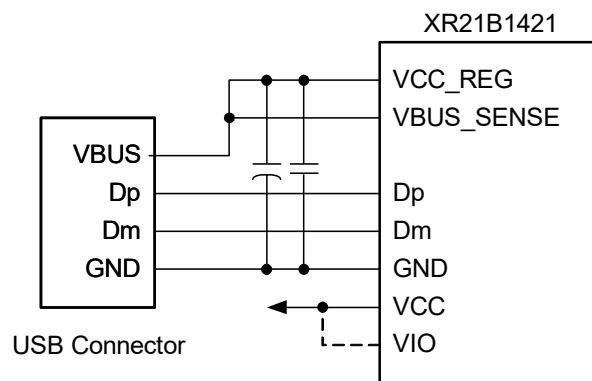 XR21B1421
VCC_REG
VBUS_SENSE
VBUS
Dp
Dp
Dm
Dm
GND
GND
VCC
VIO
USB Connector